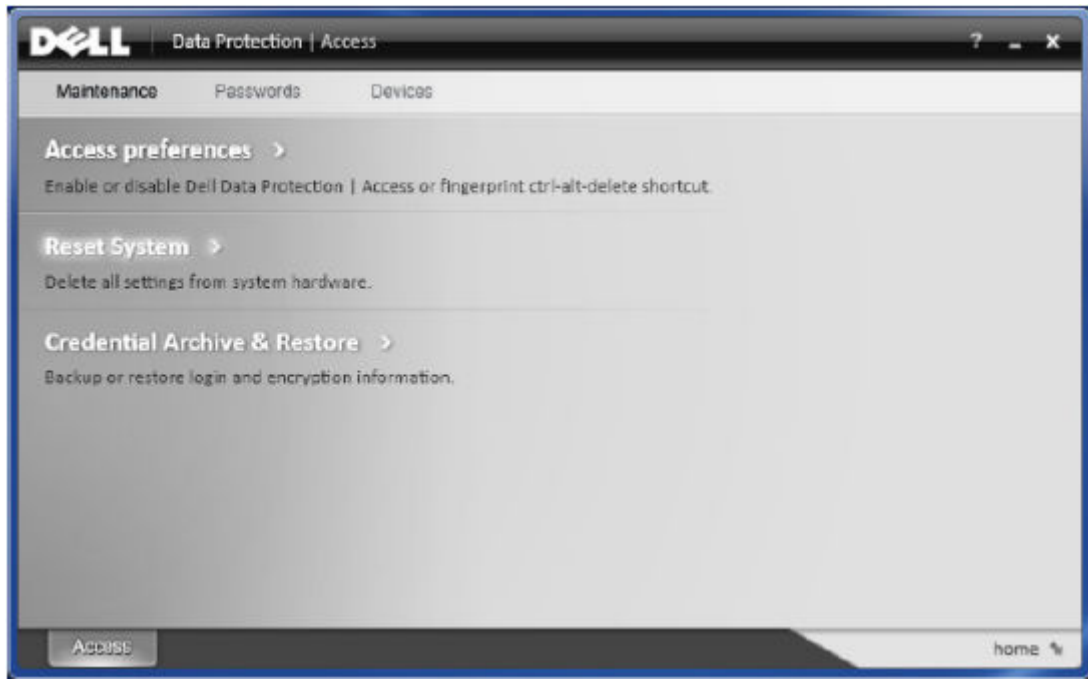 DELL Data Protection | Access ? – x
Maintenance Passwords Devices
Access preferences >
Enable or disable Dell Data Protection | Access or fingerprint ctrl-alt-delete shortcut.
Reset System >
Delete all settings from system hardware.
Credential Archive & Restore >
Backup or restore login and encryption information.
Access home